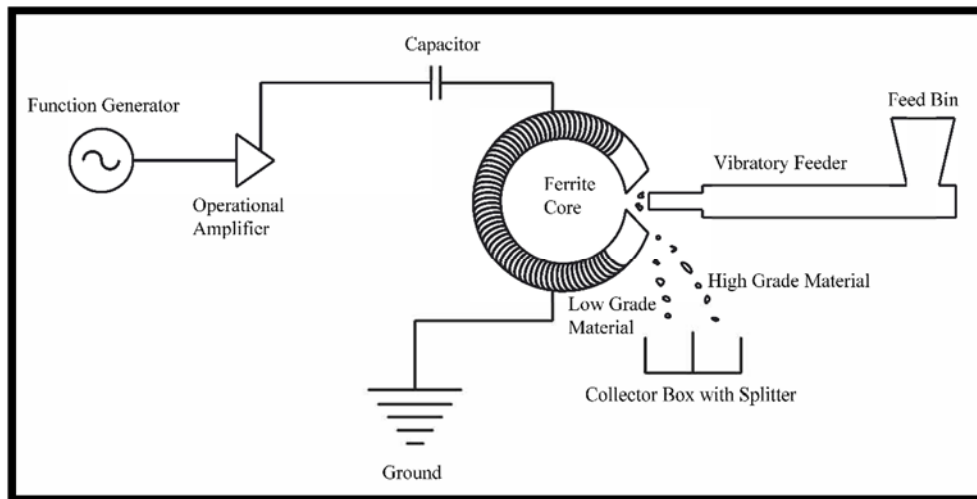 Capacitor
Function Generator
Feed Bin
Vibratory Feeder
Ferrite
Core
Operational
Amplifier
High Grade Material
Low Grade
Material
Collector Box with Splitter
Ground